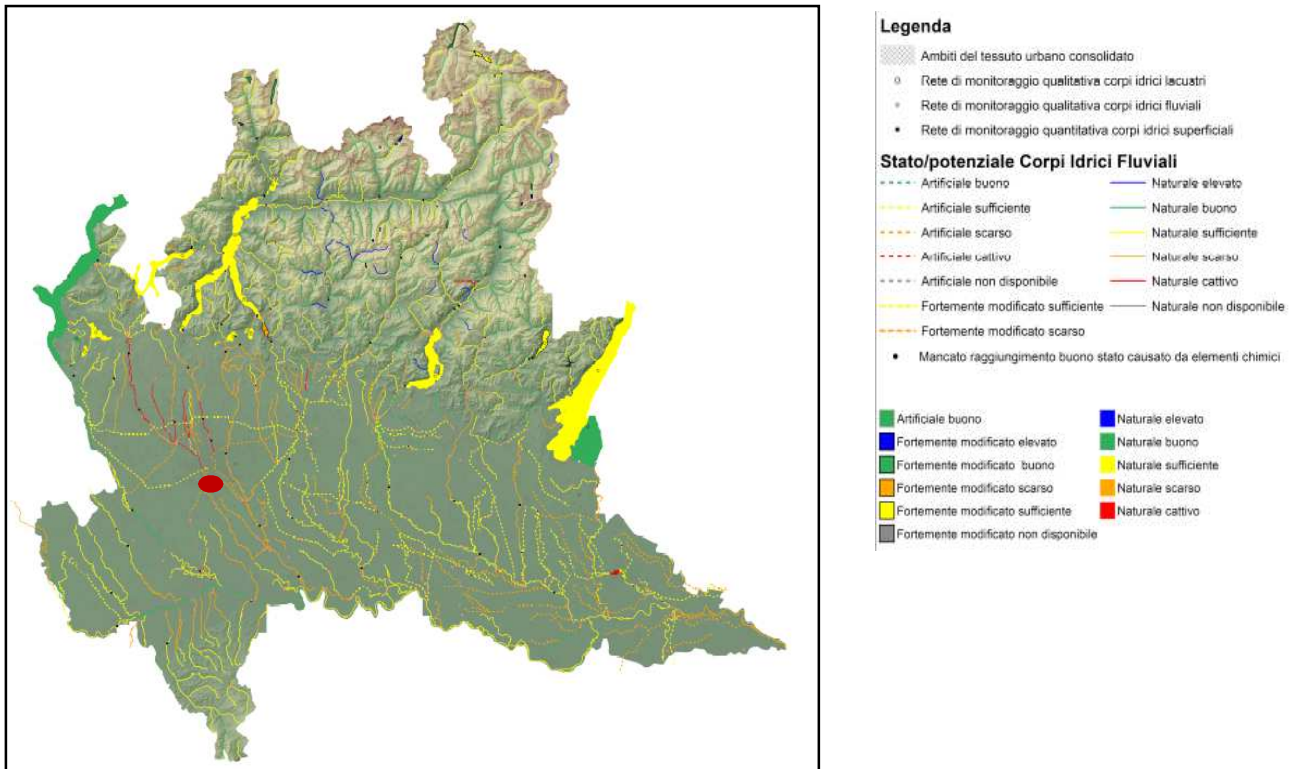 Legenda
Ambiti del tessuto urbano consolidato
Rete di monitoraggio qualitativa corpi idrici lacustri
Rete di monitoraggio qualitativa corpi idrici fluviali
Rete di monitoraggio quantitativa corpi idrici superficiali
Stato/potenziale Corpi Idrici Fluviali
Artificiale buono
Artificiale sufficiente
Artificiale scarso
Artificiale cattivo
Artificiale non disponibile
Fortemente modificato sufficiente
Fortemente modificato scarso
Naturale elevato
Naturale buono
Naturale sufficiente
Naturale scarso
Naturale cattivo
Naturale non disponibile
Mancato raggiungimento buono stato causato da elementi chimici
Artificiale buono
Fortemente modificato elevato
Fortemente modificato buono
Fortemente modificato scarso
Fortemente modificato sufficiente
Fortemente modificato non disponibile
Naturale elevato
Naturale buono
Naturale sufficiente
Naturale scarso
Naturale cattivo